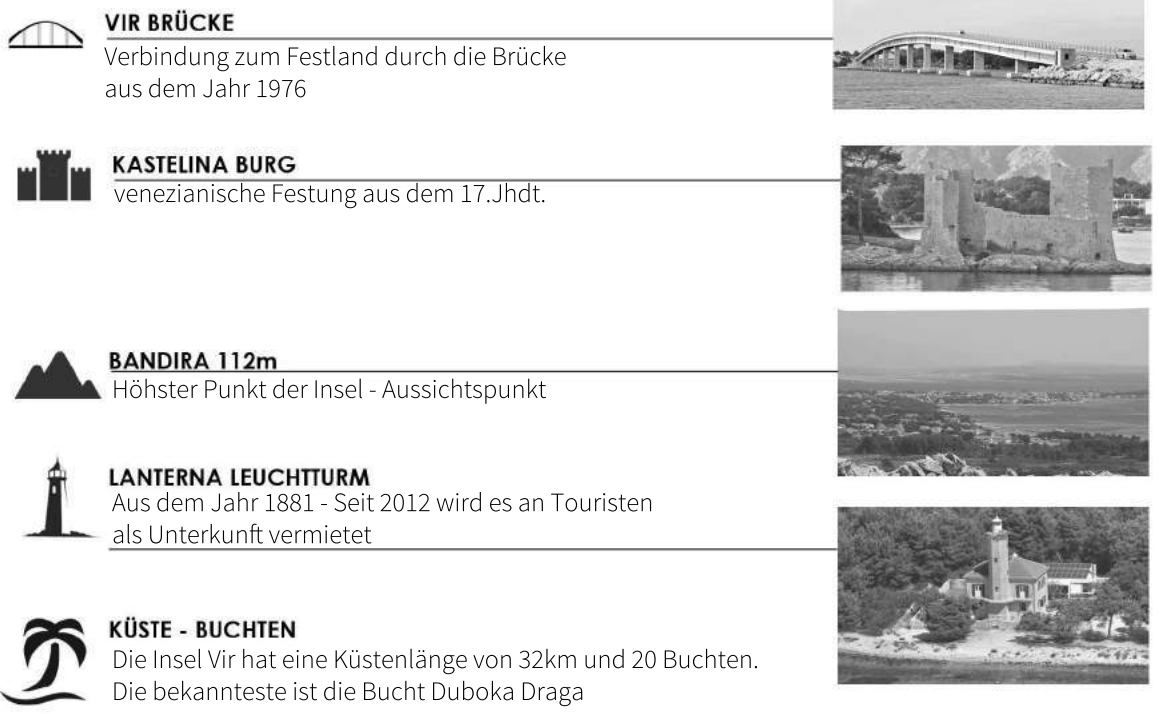 VIR BRÜCKE
Verbindung zum Festland durch die Brücke
aus dem Jahr 1976
KASTELINA BURG
venezianische Festung aus dem 17.Jhdt.
BANDIRA 112m
Höhster Punkt der Insel - Aussichtspunkt
LANTERNA LEUCHTTURM
Aus dem Jahr 1881 - Seit 2012 wird es an Touristen
als Unterkunft vermietet
KÜSTE - BUCHTEN
Die Insel Vir hat eine Küstenlänge von 32km und 20 Buchten.
Die bekannteste ist die Bucht Duboka Draga